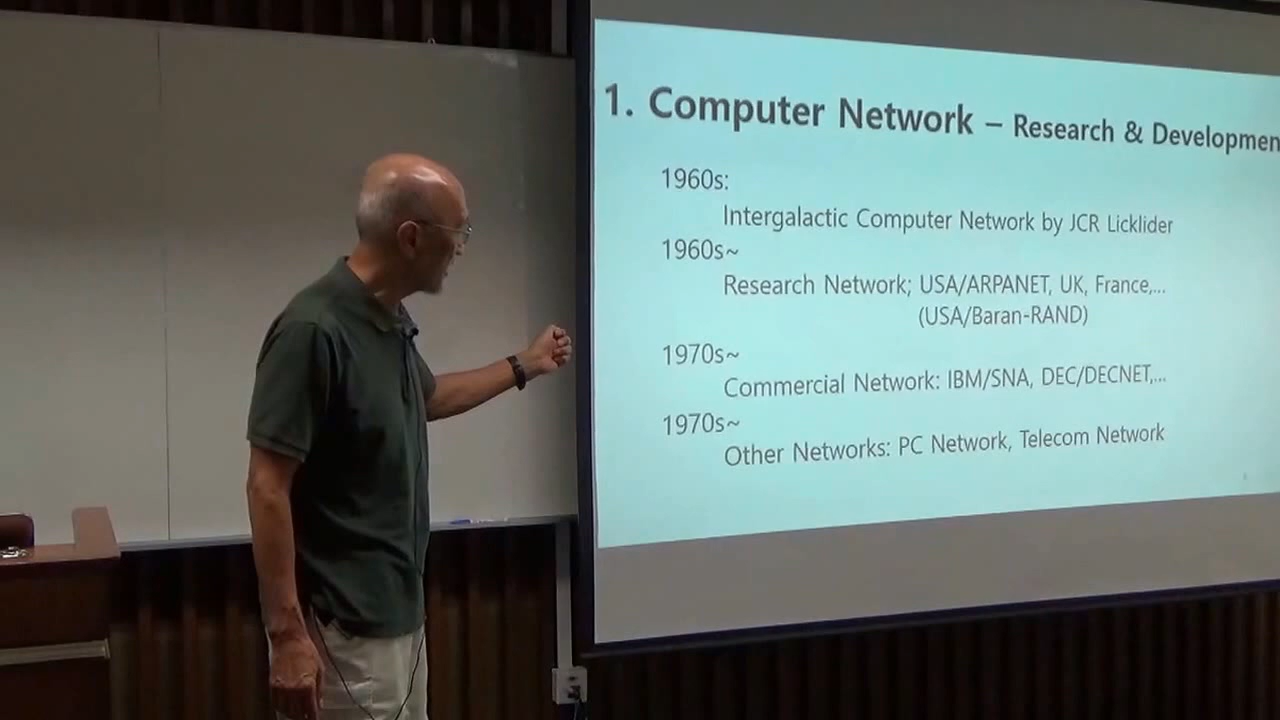 1. Computer Network – Research & Developmen
1960s:
Intergalactic Computer Network by JCR Licklider
1960s~
Research Network; USA/ARPANET, UK, France,...
(USA/Baran-RAND)
1970s~
Commercial Network: IBM/SNA, DEC/DECNET,...
1970s~
Other Networks: PC Network, Telecom Network